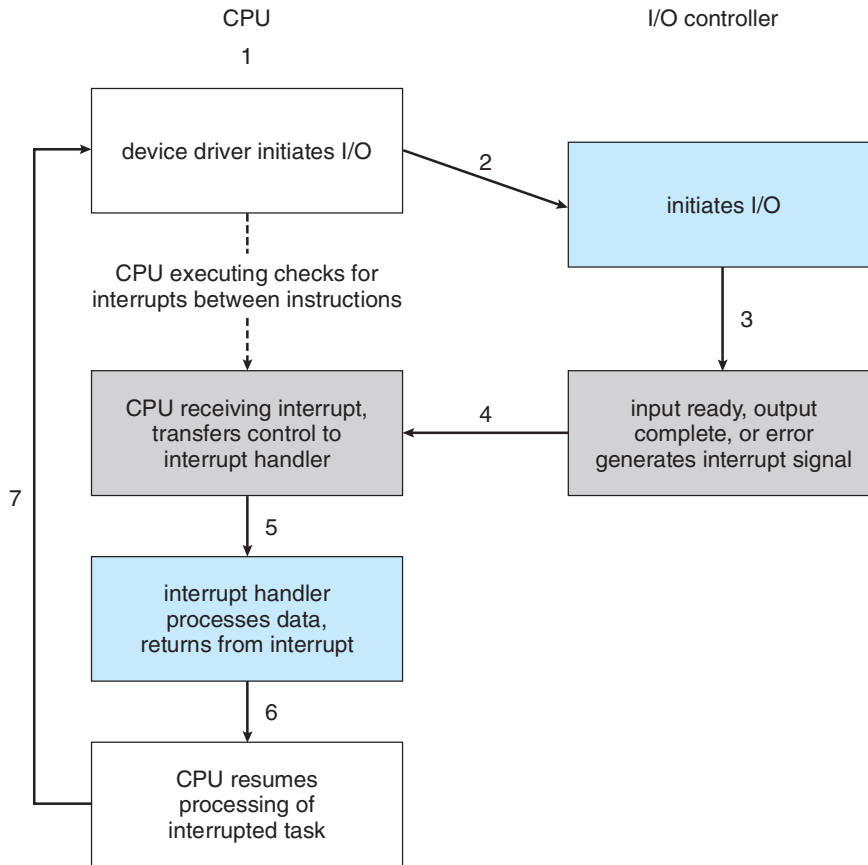 CPU
I/O controller
1
device driver initiates I/O
2
initiates I/O
CPU executing checks for
interrupts between instructions
3
CPU receiving interrupt,
transfers control to
interrupt handler
4
input ready, output
complete, or error
generates interrupt signal
7
5
interrupt handler
processes data,
returns from interrupt
6
CPU resumes
processing of
interrupted task